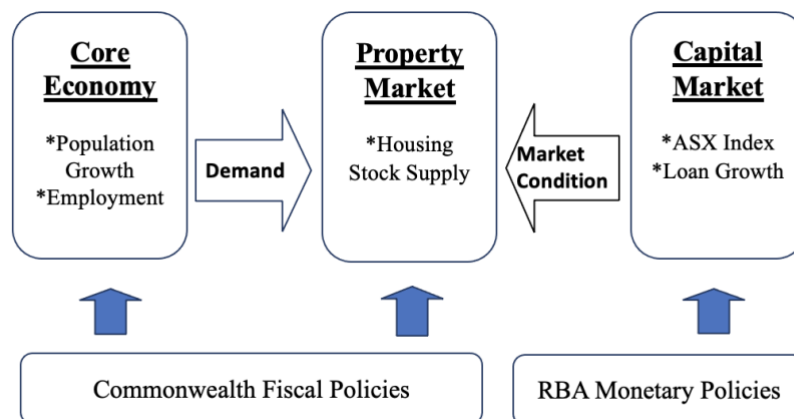 Core
Economy
*Population
Growth
*Employment
Demand
Property
Market
*Housing
Stock Supply
Market
Condition
Capital
Market
*ASX Index
*Loan Growth
Commonwealth Fiscal Policies
RBA Monetary Policies